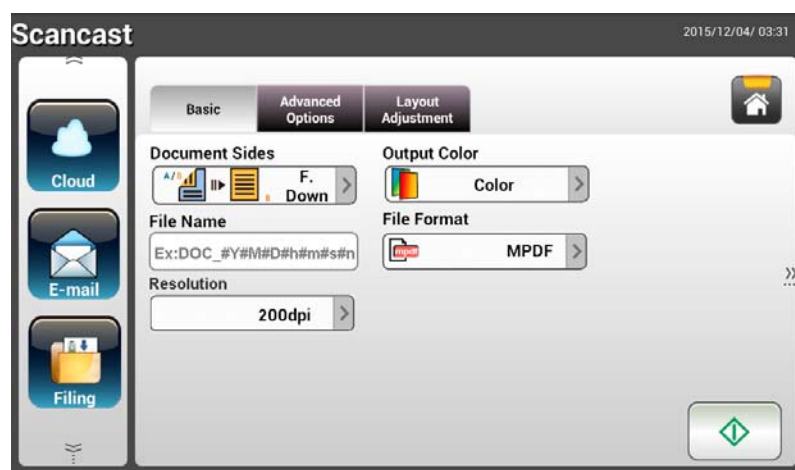 Scancast
2015/12/04/ 03:31
Basic
Advanced
Options
Layout
Adjustment
Cloud
E-mail
Filing
Document Sides
A/B
F.
Down
B
Output Color
Color
File Name
Ex:DOC_#Y#M#D#h#m#s#n
File Format
mpdf
MPDF
Resolution
200dpi